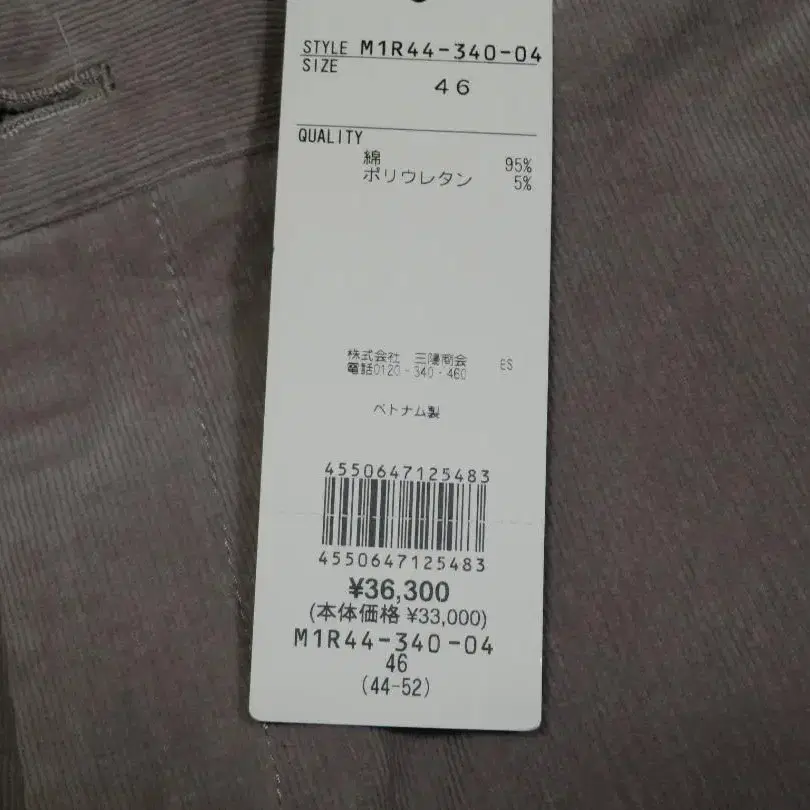 STYLE M1R44-340-04
SIZE
46
QUALITY
綿 95%
ポリウレタン 5%
株式会社 三陽商会 es
電話0120-340-460
ベトナム製
4550647125483
4550647125483
¥36,300
(本体価格 ¥33,000)
M1R44-340-04
46
(44-52)